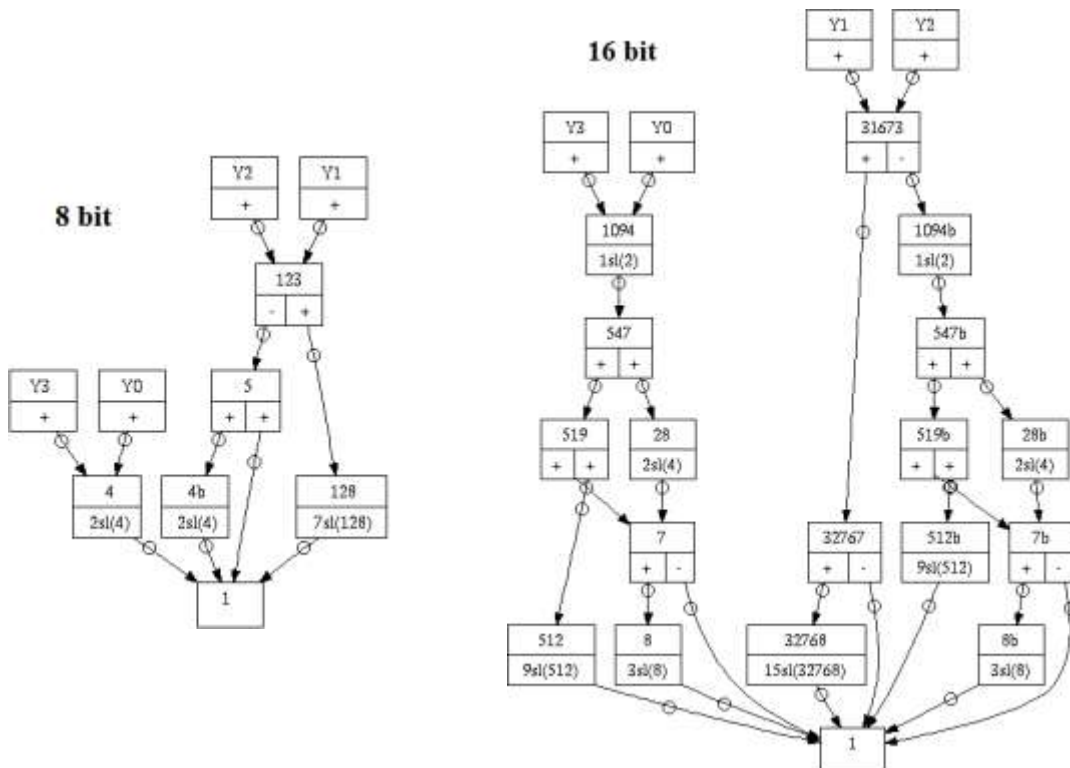 8 bit
Y2 Y1
+ +
123
- +
Y3 Y0 5
+ + + +
4 4b 128
2sl(4) 2sl(4) 7sl(128)
1
16 bit
Y1 Y2
+ +
Y3 Y0 31673
+ + + -
1094 1094b
1sl(2) 1sl(2)
547 547b
+ + + +
519 28 519b 28b
+ + 2sl(4) + + 2sl(4)
7 32767 512b 7b
+ - + - 9sl(512) + -
512 8 32768 8b
9sl(512) 3sl(8) 15sl(32768) 3sl(8)
1